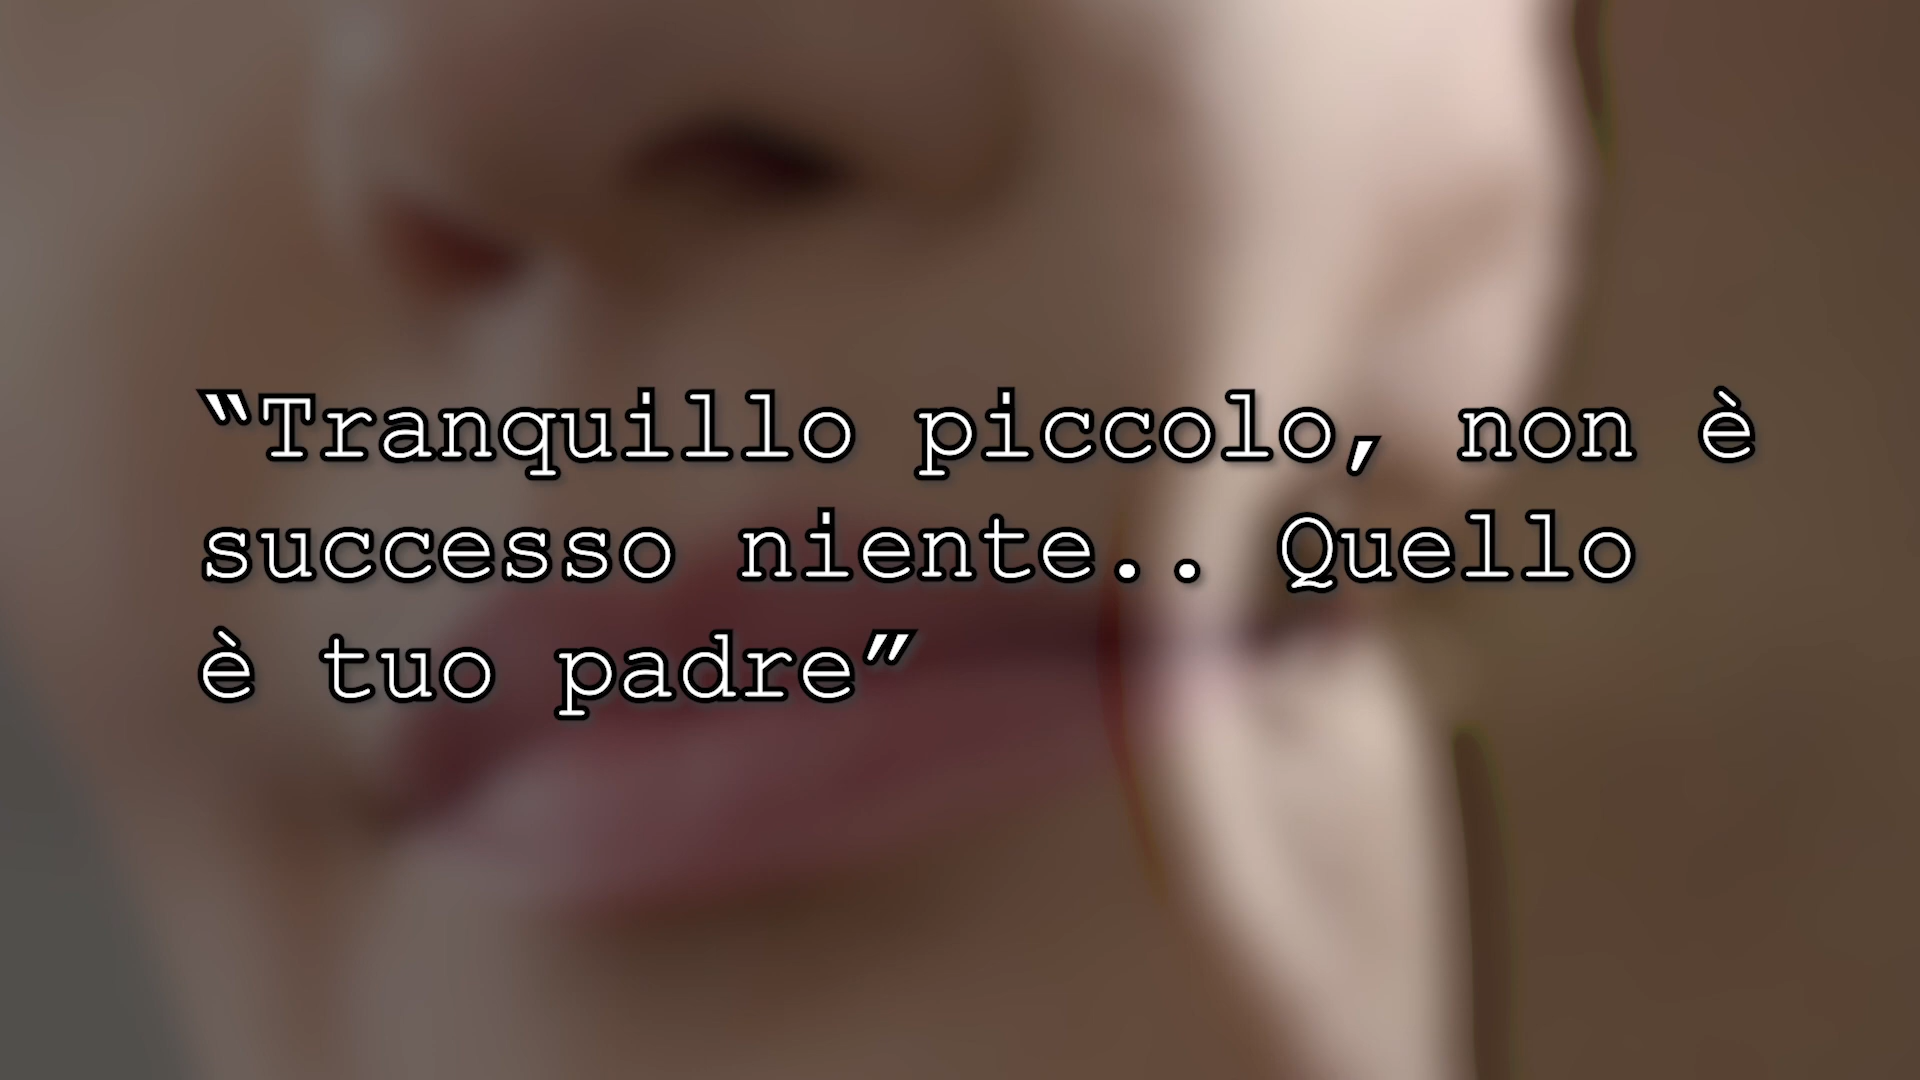 “Tranquillo piccolo, non è
successo niente.. Quello
è tuo padre”